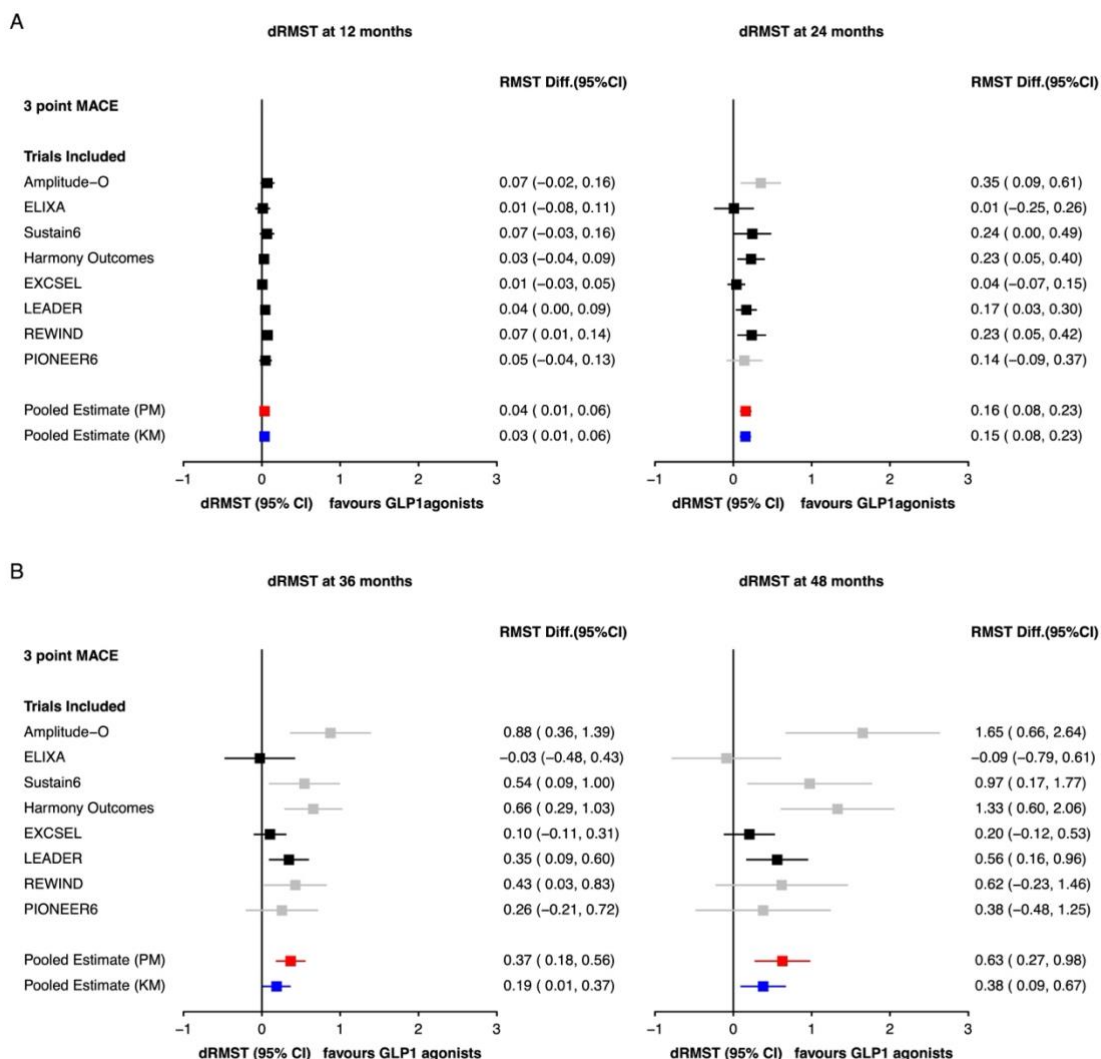 A
dRMST at 12 months dRMST at 24 months
RMST Diff.(95%CI) RMST Diff.(95%CI)
3 point MACE
Trials Included
Amplitude−O 0.07 (−0.02, 0.16) 0.35 ( 0.09, 0.61)
ELIXA 0.01 (−0.08, 0.11) 0.01 (−0.25, 0.26)
Sustain6 0.07 (−0.03, 0.16) 0.24 ( 0.00, 0.49)
Harmony Outcomes 0.03 (−0.04, 0.09) 0.23 ( 0.05, 0.40)
EXCSEL 0.01 (−0.03, 0.05) 0.04 (−0.07, 0.15)
LEADER 0.04 ( 0.00, 0.09) 0.17 ( 0.03, 0.30)
REWIND 0.07 ( 0.01, 0.14) 0.23 ( 0.05, 0.42)
PIONEER6 0.05 (−0.04, 0.13) 0.14 (−0.09, 0.37)
Pooled Estimate (PM) 0.04 ( 0.01, 0.06) 0.16 ( 0.08, 0.23)
Pooled Estimate (KM) 0.03 ( 0.01, 0.06) 0.15 ( 0.08, 0.23)
−1 0 1 2 3 −1 0 1 2 3
dRMST (95% CI) favours GLP1agonists dRMST (95% CI) favours GLP1agonists
B
dRMST at 36 months dRMST at 48 months
RMST Diff.(95%CI) RMST Diff.(95%CI)
3 point MACE
Trials Included
Amplitude−O 0.88 ( 0.36, 1.39) 1.65 ( 0.66, 2.64)
ELIXA −0.03 (−0.48, 0.43) −0.09 (−0.79, 0.61)
Sustain6 0.54 ( 0.09, 1.00) 0.97 ( 0.17, 1.77)
Harmony Outcomes 0.66 ( 0.29, 1.03) 1.33 ( 0.60, 2.06)
EXCSEL 0.10 (−0.11, 0.31) 0.20 (−0.12, 0.53)
LEADER 0.35 ( 0.09, 0.60) 0.56 ( 0.16, 0.96)
REWIND 0.43 ( 0.03, 0.83) 0.62 (−0.23, 1.46)
PIONEER6 0.26 (−0.21, 0.72) 0.38 (−0.48, 1.25)
Pooled Estimate (PM) 0.37 ( 0.18, 0.56) 0.63 ( 0.27, 0.98)
Pooled Estimate (KM) 0.19 ( 0.01, 0.37) 0.38 ( 0.09, 0.67)
−1 0 1 2 3 −1 0 1 2 3
dRMST (95% CI) favours GLP1 agonists dRMST (95% CI) favours GLP1 agonists